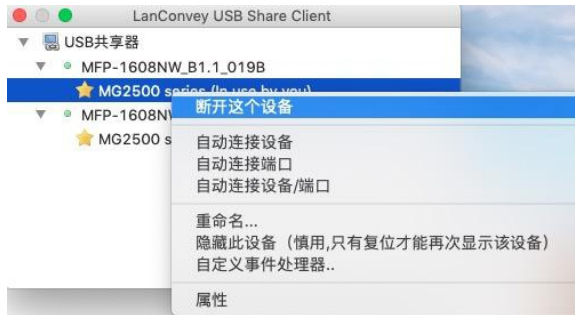 LanConvey USB Share Client
USB共享器
MFP-1608NW_B1.1_019B
MG2500 series (In use by you)
断开这个设备
MFP-1608N
自动连接设备
MG2500 s
自动连接端口
自动连接设备/端口
重命名...
隐藏此设备（慎用,只有复位才能再次显示该设备）
自定义事件处理器..
属性